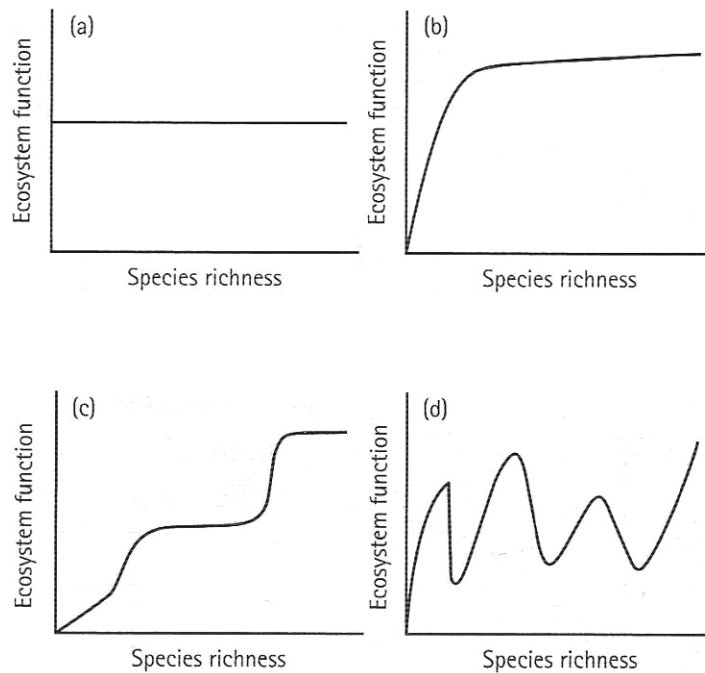 (a)
Ecosystem function
Species richness
(b)
Ecosystem function
Species richness
(c)
Ecosystem function
Species richness
(d)
Ecosystem function
Species richness